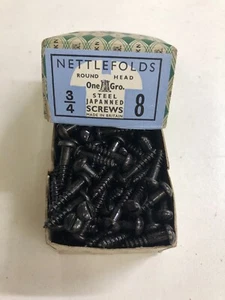 NETTLEFOLDS
ROUND HEAD
One Gro.
3/4
STEEL
JAPANNED
SCREWS
8
MADE IN BRITAIN